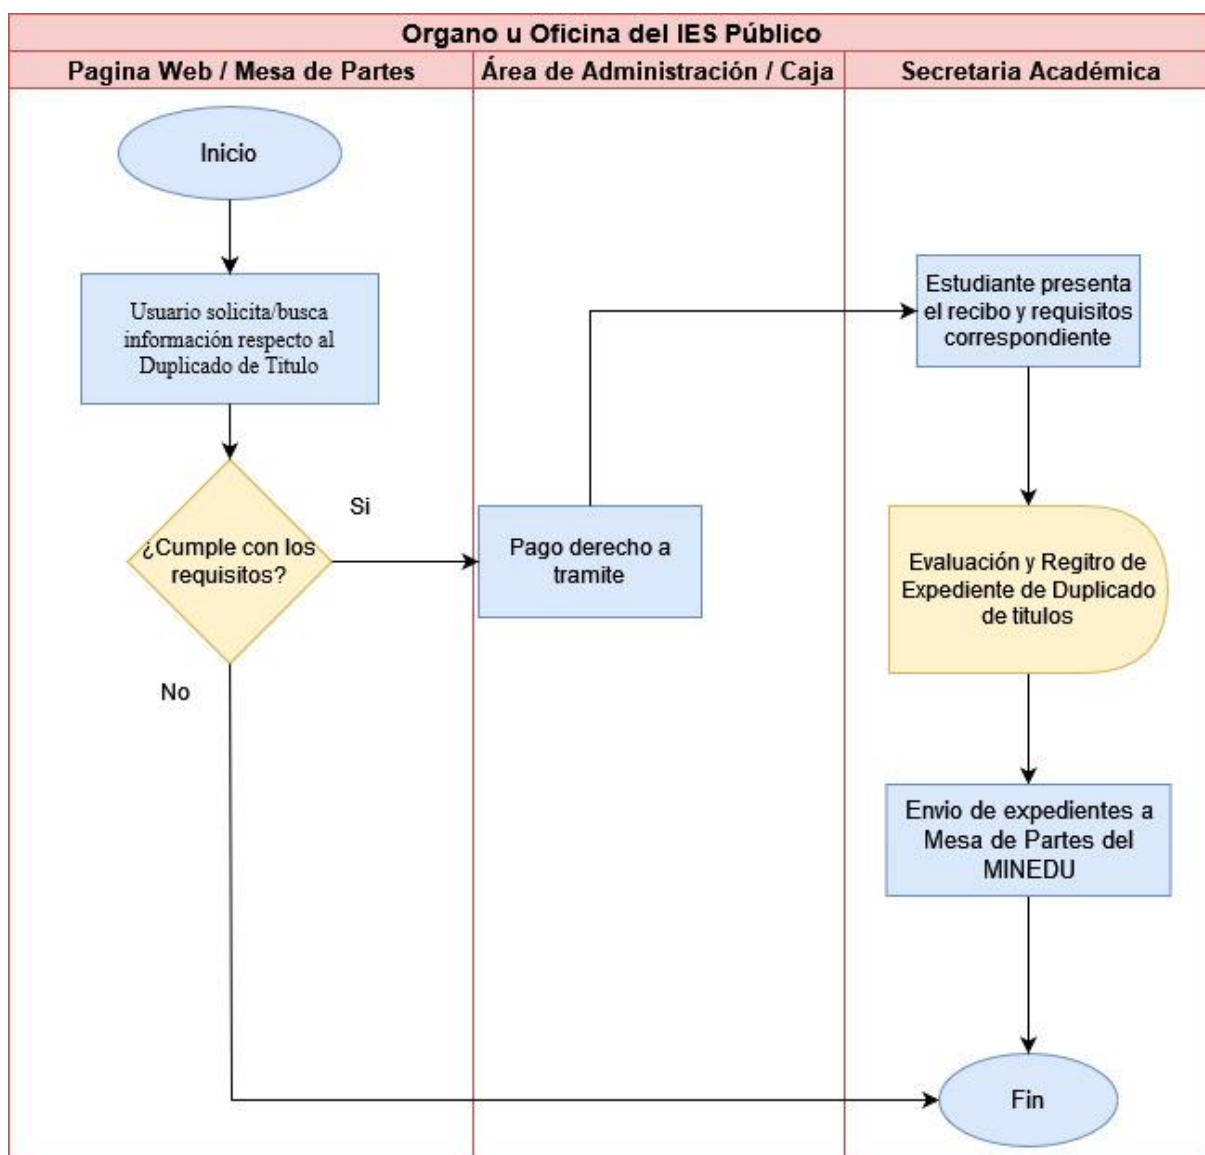 Organo u Oficina del IES Público
Pagina Web / Mesa de Partes
Área de Administración / Caja
Secretaria Académica
Inicio
Usuario solicita/busca
información respecto al
Duplicado de Titulo
¿Cumple con los
requisitos?
Si
No
Pago derecho a
tramite
Estudiante presenta
el recibo y requisitos
correspondiente
Evaluación y Regitro de
Expediente de Duplicado
de titulos
Envio de expedientes a
Mesa de Partes del
MINEDU
Fin